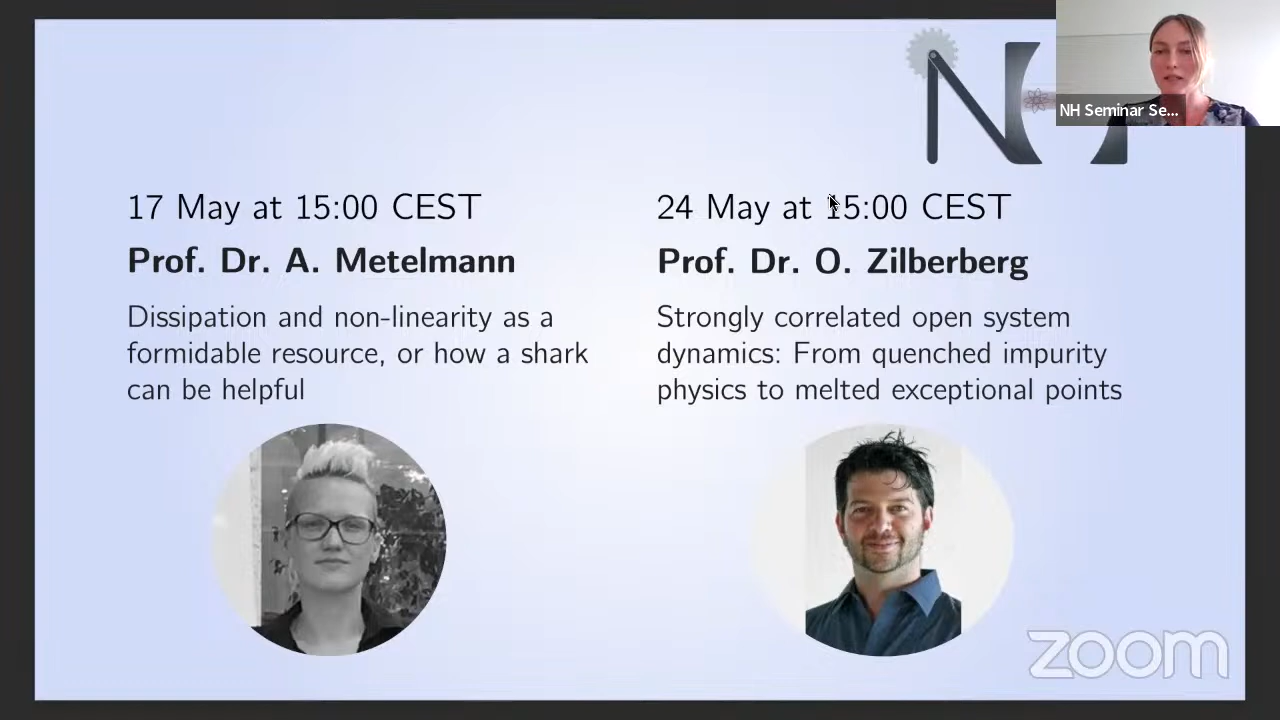 NH Seminar Se...
17 May at 15:00 CEST
Prof. Dr. A. Metelmann
Dissipation and non-linearity as a
formidable resource, or how a shark
can be helpful
24 May at 15:00 CEST
Prof. Dr. O. Zilberberg
Strongly correlated open system
dynamics: From quenched impurity
physics to melted exceptional points
zoom